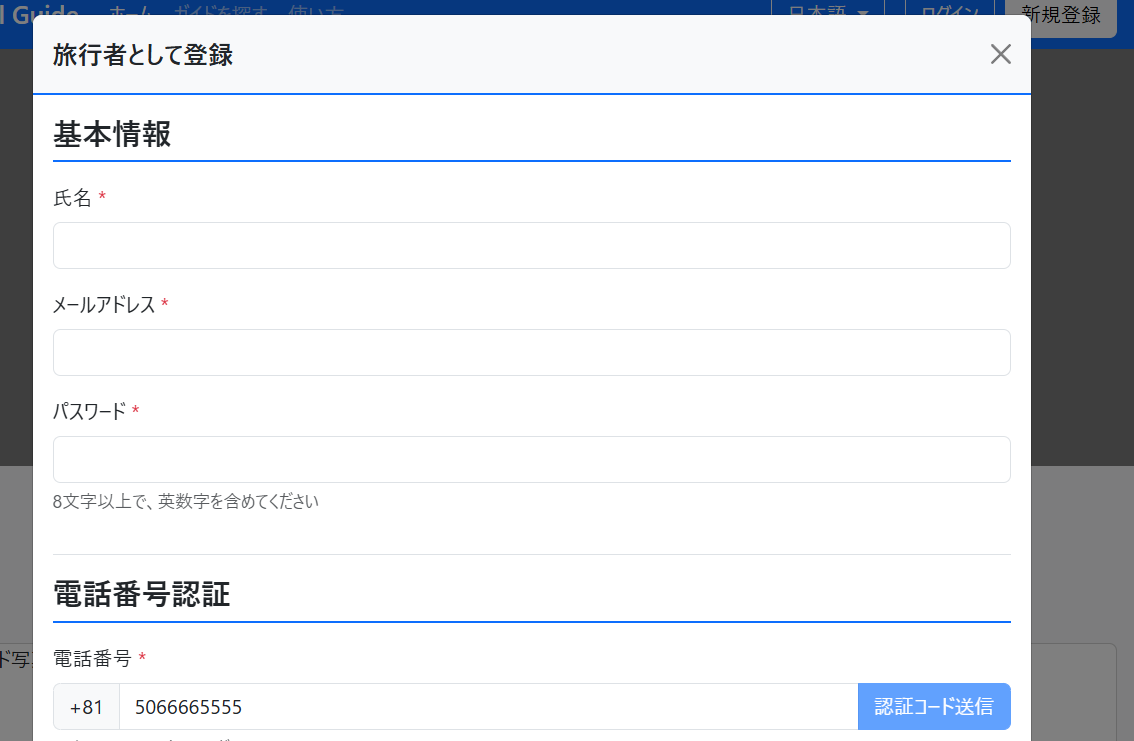 l Guide ホーム ガイドを探す 使い方 日本語 ログイン 新規登録
旅行者として登録
基本情報
氏名 *
メールアドレス *
パスワード *
8文字以上で、英数字を含めてください
電話番号認証
ド写
電話番号 *
+81 5066665555 認証コード送信